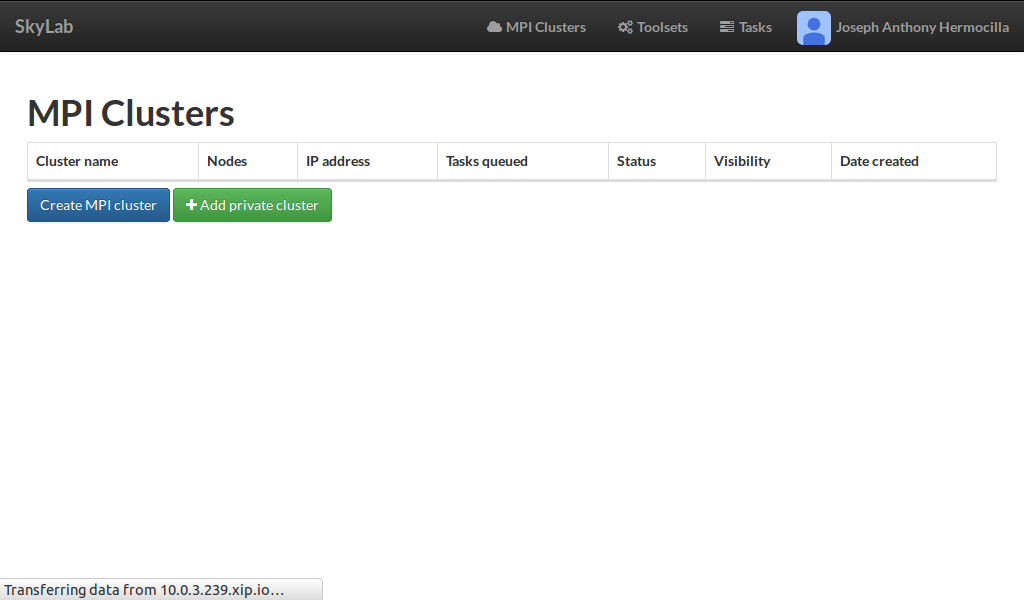 SkyLab MPI Clusters Toolsets Tasks Joseph Anthony Hermocilla
MPI Clusters
Cluster name Nodes IP address Tasks queued Status Visibility Date created
Create MPI cluster Add private cluster
Transferring data from 10.0.3.239.xip.io…